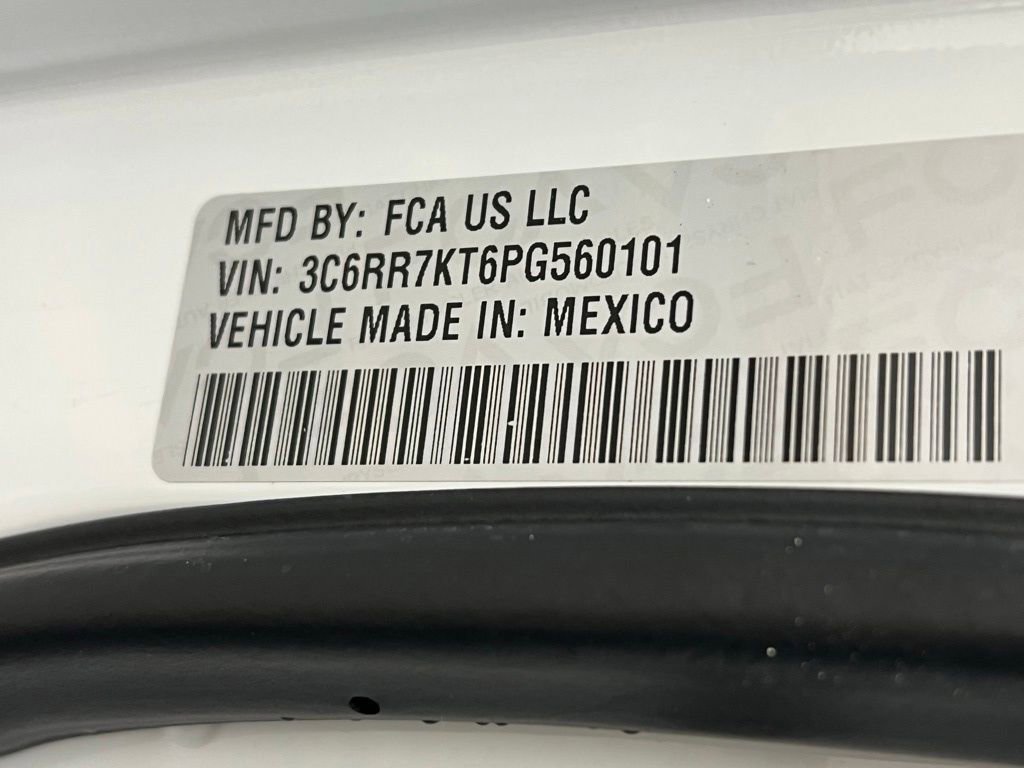 MFD BY: FCA US LLC
VIN: 3C6RR7KT6PG560101
VEHICLE MADE IN: MEXICO